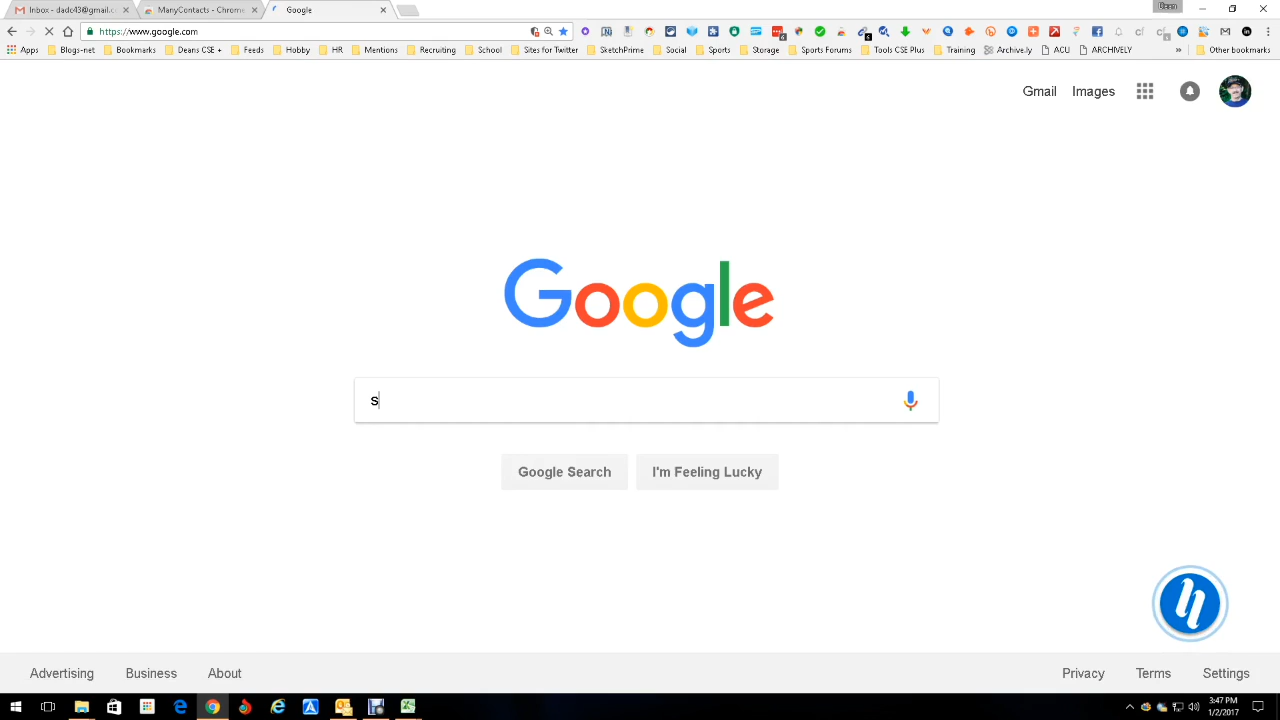 Inbox - dadc43@gmail.c
ManyContacts - Chrome
Google
Dean
https://www.google.com
Apps
Blog-net
Bookmarks
Deans CSE +
Feeds
Hobby
HR
Mentions
Recruiting
School
Sites for Twitter
SketchPrime
Social
Sports
Storage
Sports Forums
Tools CSE Plus
Training
Archive.ly
ACU
ARCHIVELY
»
Other bookmarks
Gmail Images
Google
s
Google Search
I'm Feeling Lucky
Advertising Business About
Privacy Terms Settings
3:47 PM
1/2/2017